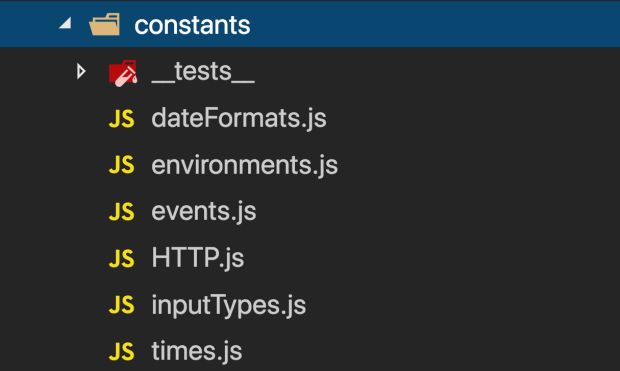 constants
__tests__
JS dateFormats.js
JS environments.js
JS events.js
JS HTTP.js
JS inputTypes.js
JS times.js